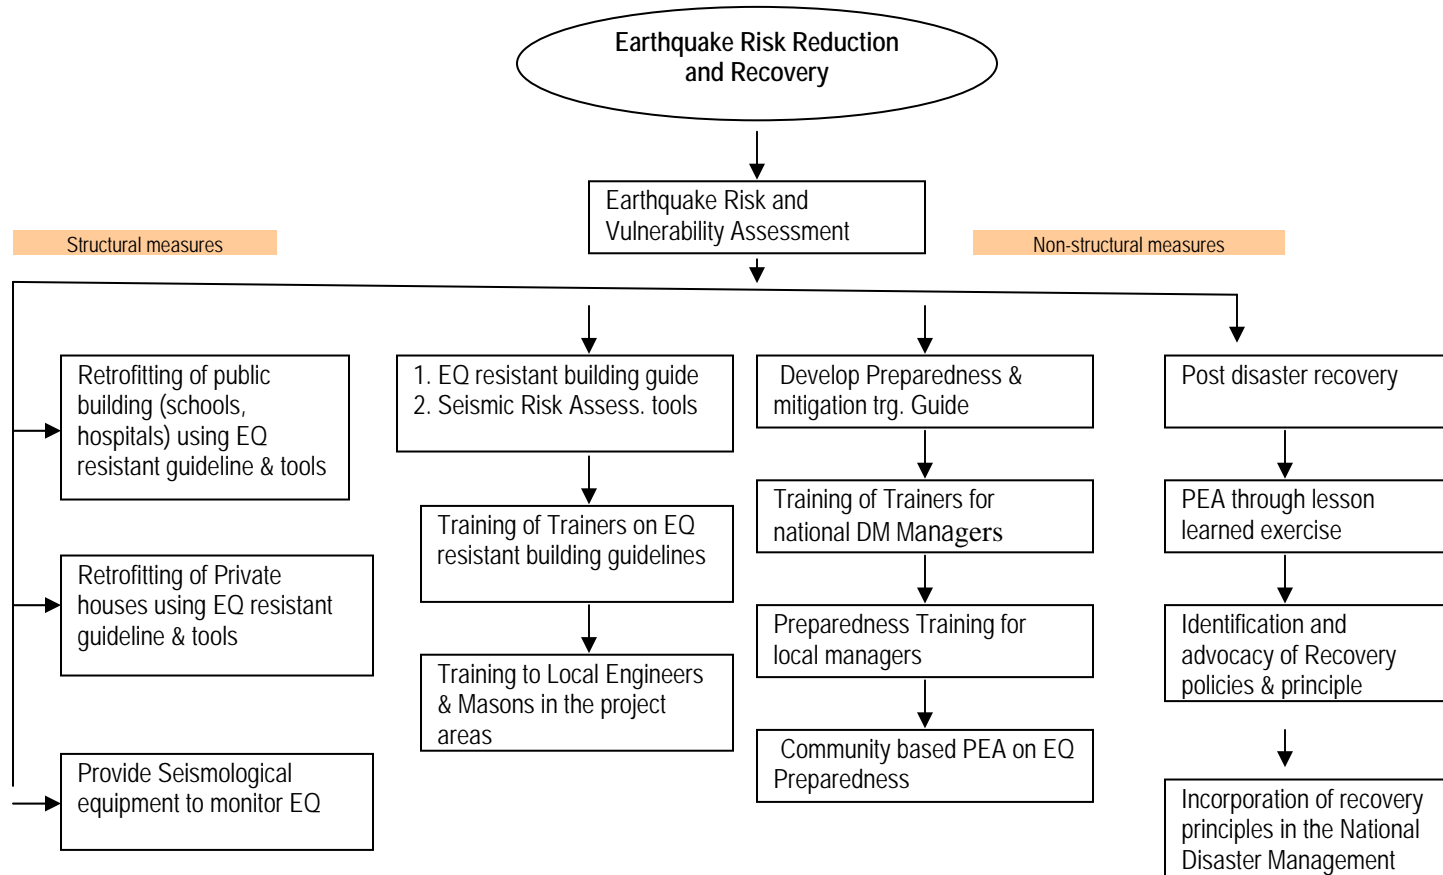 Earthquake Risk Reduction
and Recovery
Earthquake Risk and
Vulnerability Assessment
Structural measures
Non-structural measures
Retrofitting of public
building (schools,
hospitals) using EQ
resistant guideline & tools
Retrofitting of Private
houses using EQ resistant
guideline & tools
Provide Seismological
equipment to monitor EQ
1. EQ resistant building guide
2. Seismic Risk Assess. tools
Training of Trainers on EQ
resistant building guidelines
Training to Local Engineers
& Masons in the project
areas
Develop Preparedness &
mitigation trg. Guide
Training of Trainers for
national DM Managers
Preparedness Training for
local managers
Community based PEA on EQ
Preparedness
Post disaster recovery
PEA through lesson
learned exercise
Identification and
advocacy of Recovery
policies & principle
Incorporation of recovery
principles in the National
Disaster Management